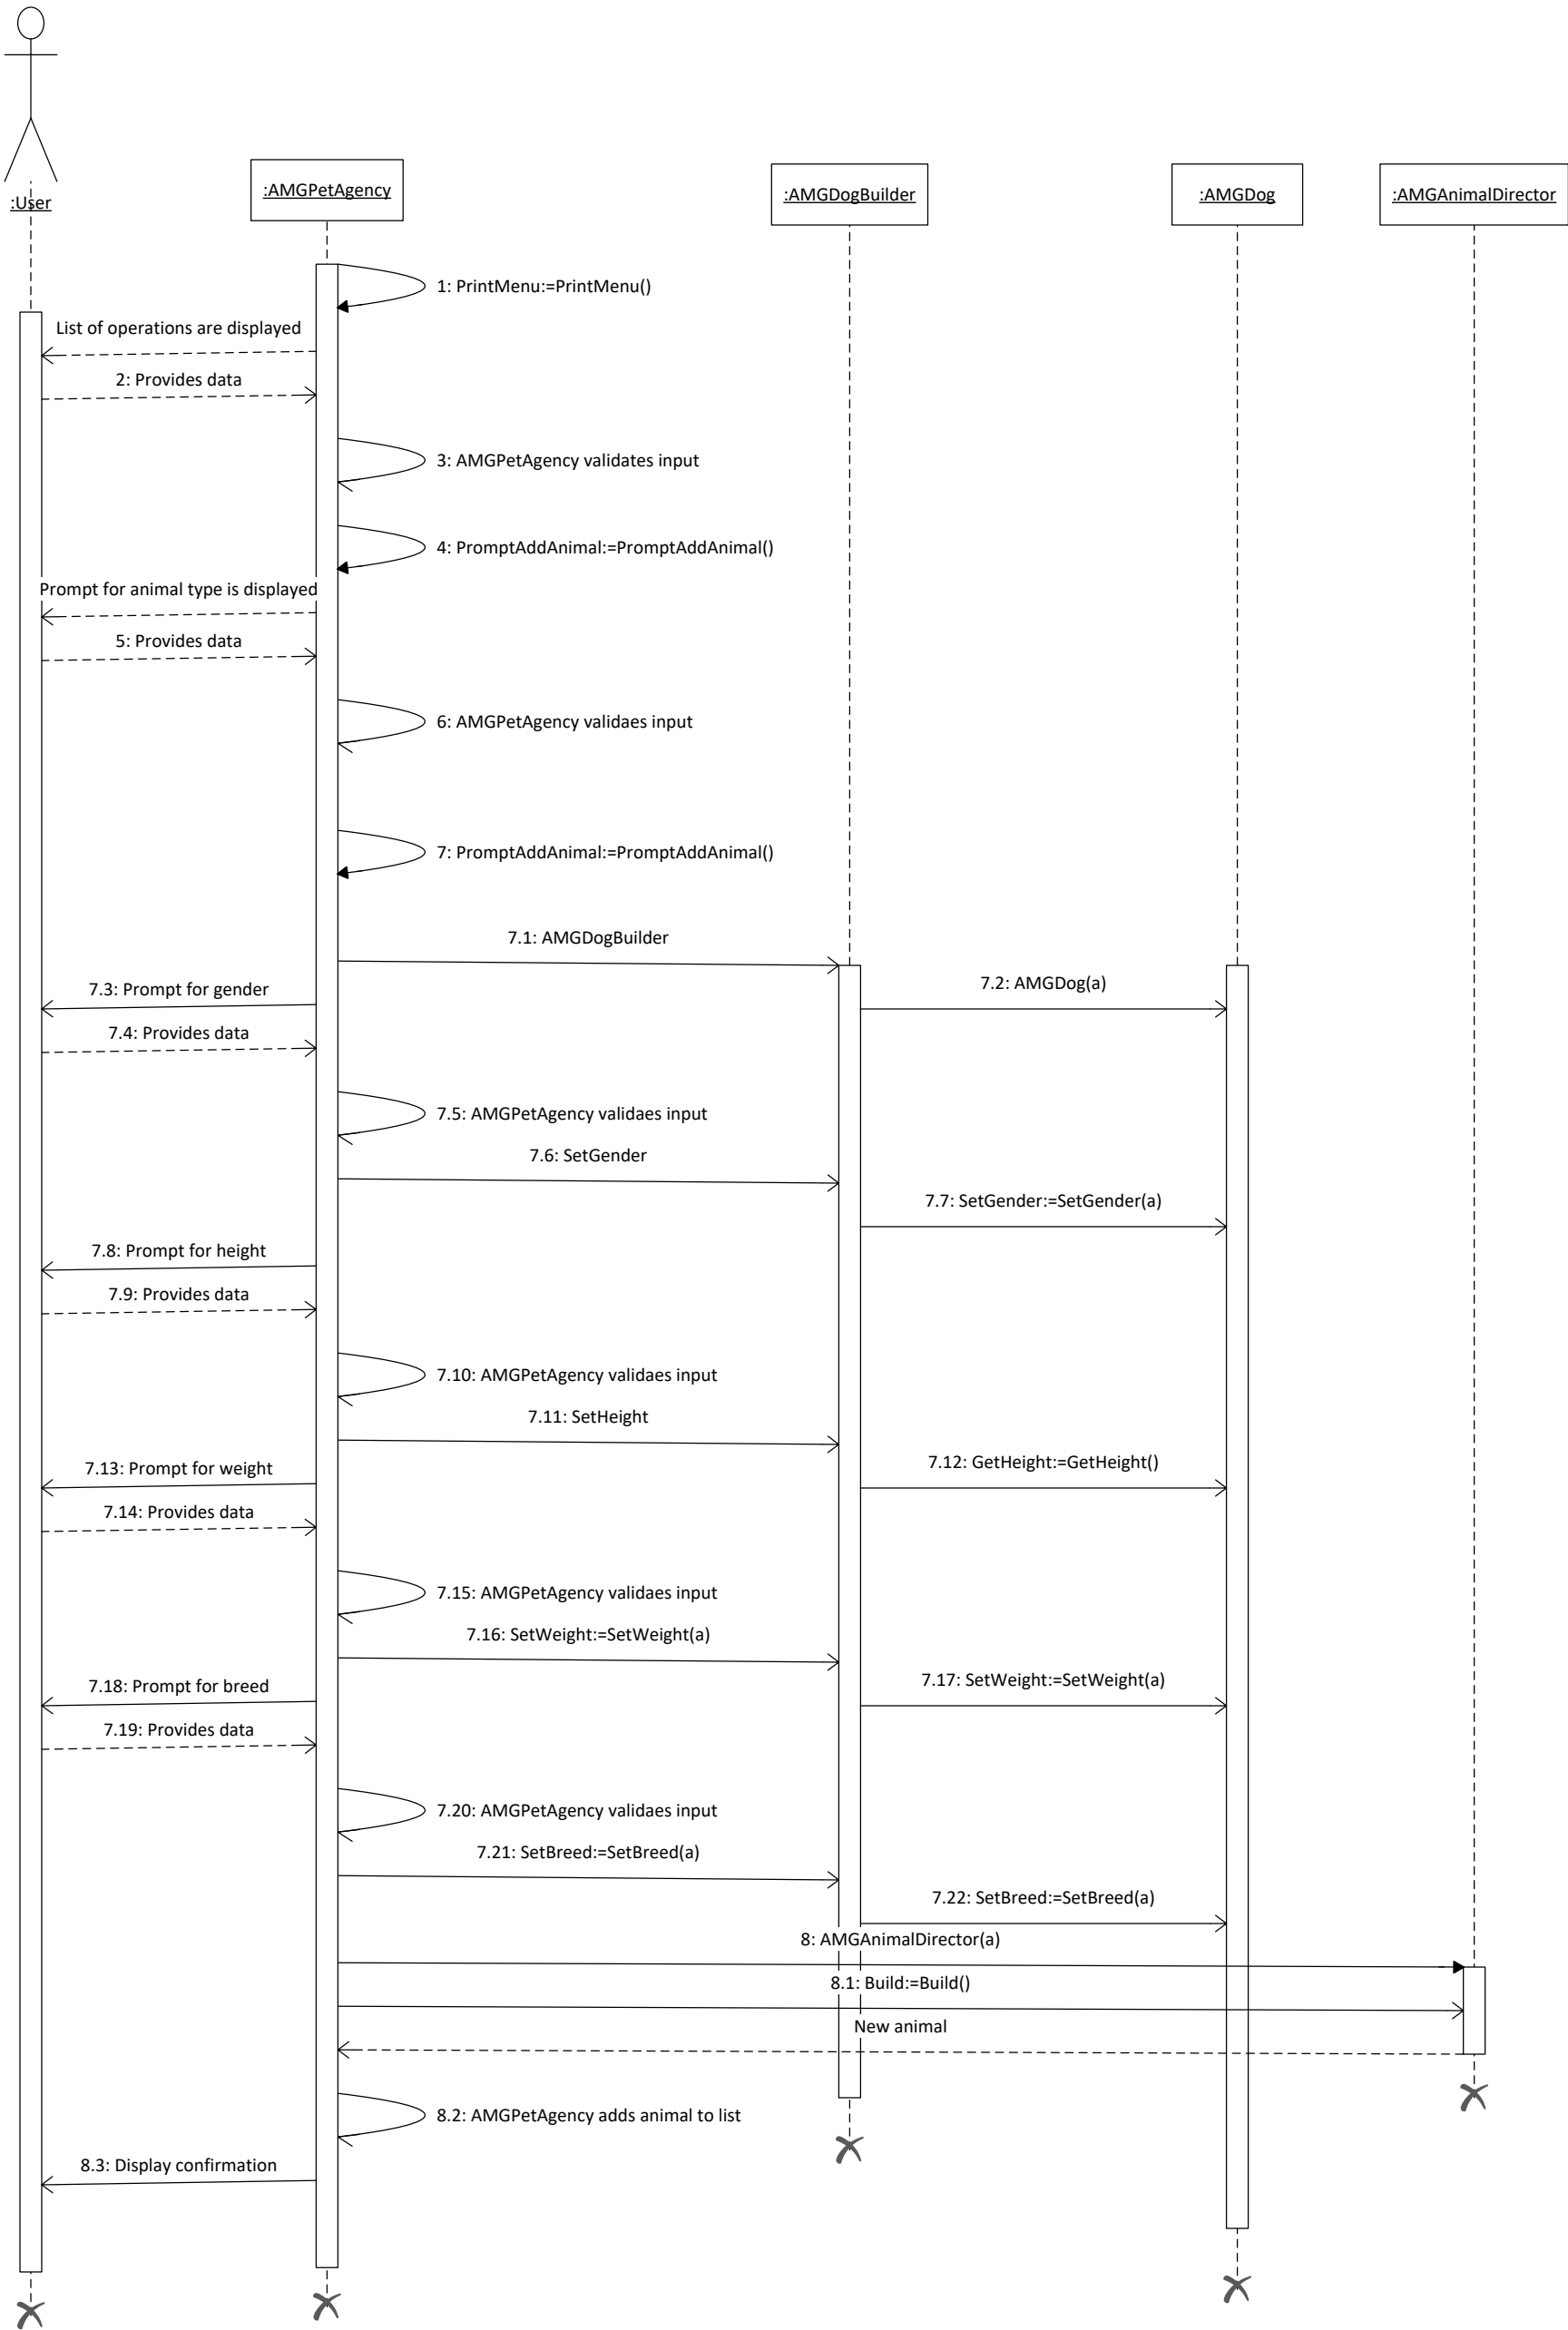 :User
:AMGPetAgency
:AMGDogBuilder
:AMGDog
:AMGAnimalDirector
1: PrintMenu:=PrintMenu()
List of operations are displayed
2: Provides data
3: AMGPetAgency validates input
4: PromptAddAnimal:=PromptAddAnimal()
Prompt for animal type is displayed
5: Provides data
6: AMGPetAgency validaes input
7: PromptAddAnimal:=PromptAddAnimal()
7.1: AMGDogBuilder
7.2: AMGDog(a)
7.3: Prompt for gender
7.4: Provides data
7.5: AMGPetAgency validaes input
7.6: SetGender
7.7: SetGender:=SetGender(a)
7.8: Prompt for height
7.9: Provides data
7.10: AMGPetAgency validaes input
7.11: SetHeight
7.12: GetHeight:=GetHeight()
7.13: Prompt for weight
7.14: Provides data
7.15: AMGPetAgency validaes input
7.16: SetWeight:=SetWeight(a)
7.17: SetWeight:=SetWeight(a)
7.18: Prompt for breed
7.19: Provides data
7.20: AMGPetAgency validaes input
7.21: SetBreed:=SetBreed(a)
7.22: SetBreed:=SetBreed(a)
8: AMGAnimalDirector(a)
8.1: Build:=Build()
New animal
8.2: AMGPetAgency adds animal to list
8.3: Display confirmation